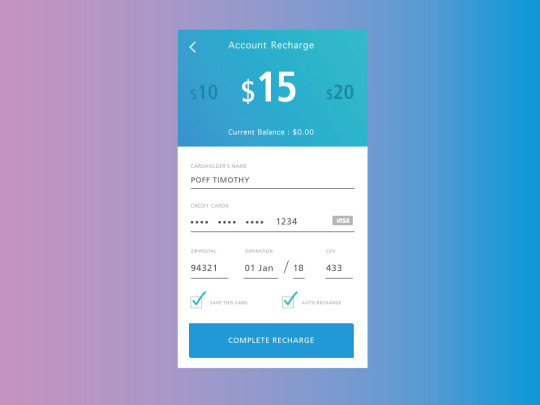 Account Recharge
$10 $15 $20
Current Balance : $0.00
CARDHOLDER'S NAME
POFF TIMOTHY
CREDIT CARD#
•••• •••• •••• 1234 VISA
ZIP/POSTAL EXPIRATION CVV
94321 01 Jan / 18 433
SAVE THIS CARD AUTO RECHARGE
COMPLETE RECHARGE